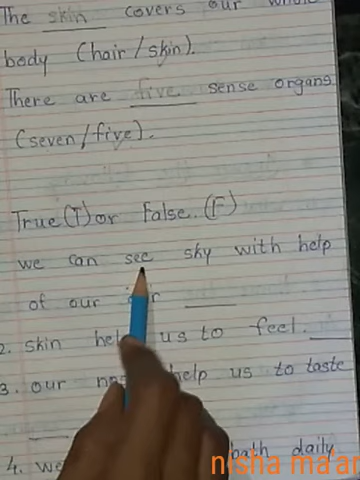 The skin covers our whole
body (hair/skin).
There are five sense organs
(seven/five).
True(T) or False..(F)
we can see sky with help
of our
2. skin help us to feel.
3. our help us to taste
4. we bath daily
nisha ma'am